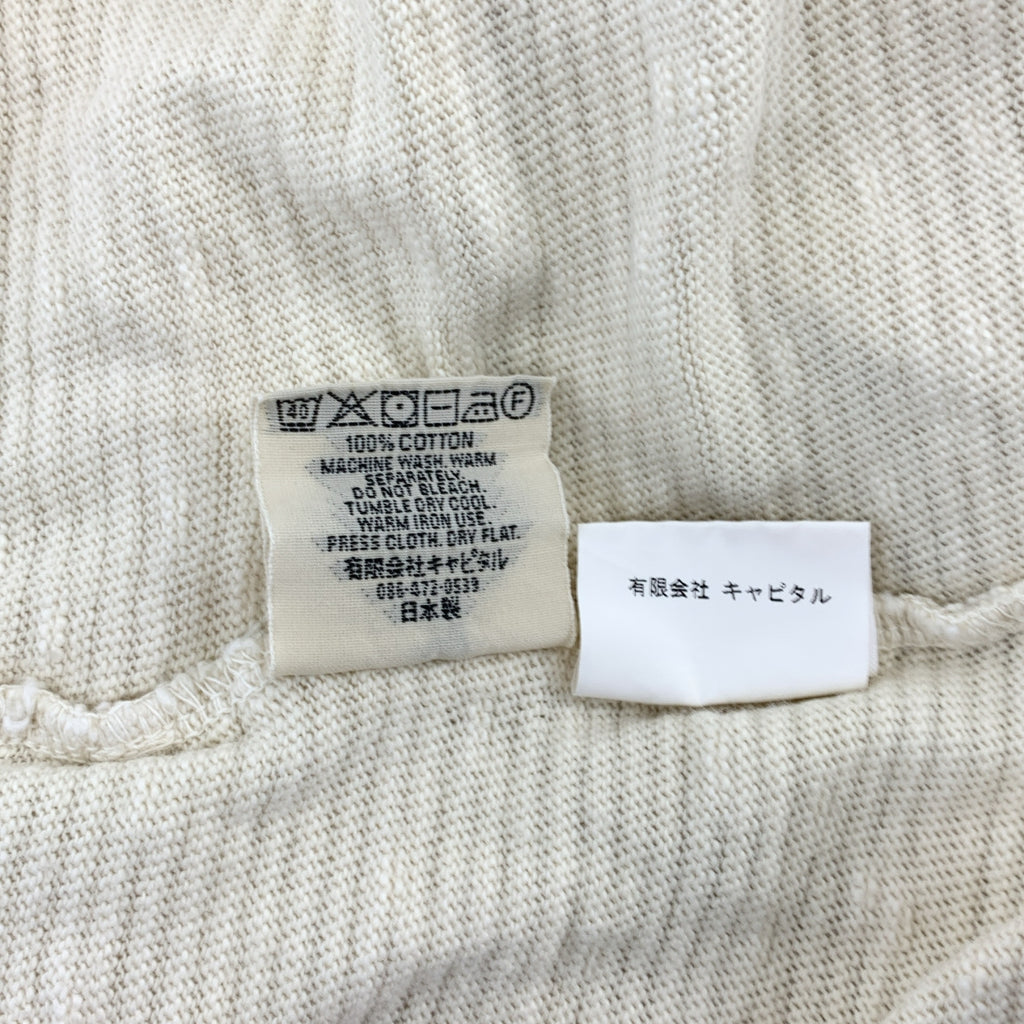 40 F
100% COTTON
MACHINE WASH. WARM
SEPARATELY.
DO NOT BLEACH.
TUMBLE DRY COOL.
WARM IRON USE.
PRESS CLOTH. DRY FLAT.
有限会社キャピタル
086-472-0539
日本製
有限会社 キャピタル